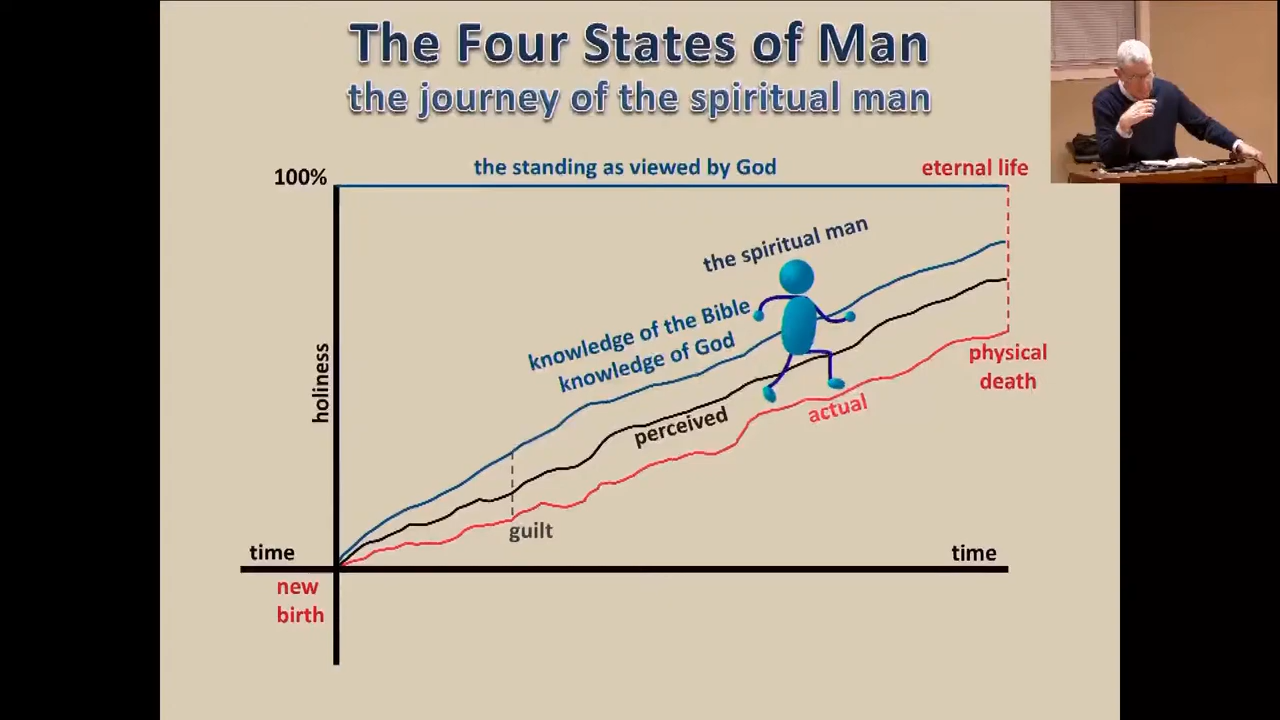 The Four States of Man
the journey of the spiritual man
the standing as viewed by God
eternal life
100%
the spiritual man
knowledge of the Bible
knowledge of God
holiness
perceived
actual
physical
death
guilt
time
time
new
birth